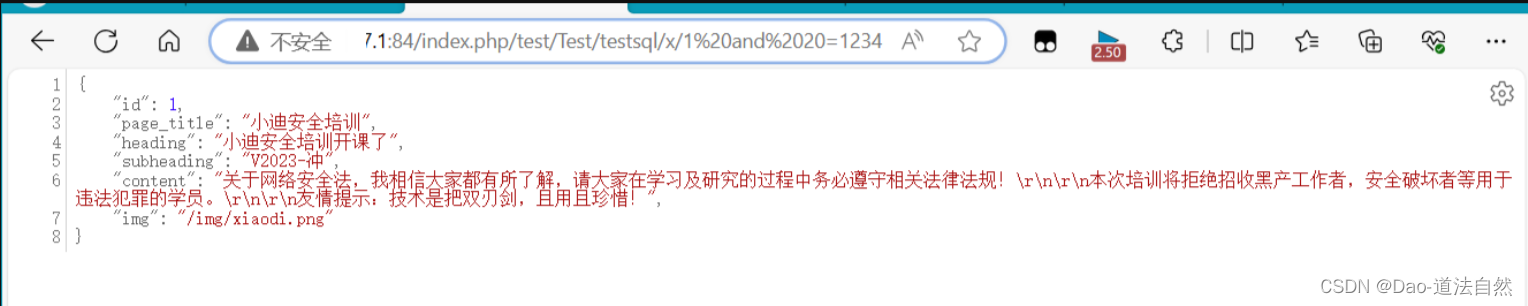 不安全 7.1:84/index.php/test/Test/testsql/x/1%20and%2020=1234 A
2.50
1 {
2 "id": 1,
3 "page_title": "小迪安全培训",
4 "heading": "小迪安全培训开课了",
5 "subheading": "V2023-冲",
6 "content": "关于网络安全法，我相信大家都有所了解，请大家在学习及研究的过程中务必遵守相关法律法规！\r\n\r\n本次培训将拒绝招收黑产工作者，安全破坏者等用于
违法犯罪的学员。\r\n\r\n友情提示：技术是把双刃剑，且用且珍惜！",
7 "img": "/img/xiaodi.png"
8 }
CSDN @Dao-道法自然